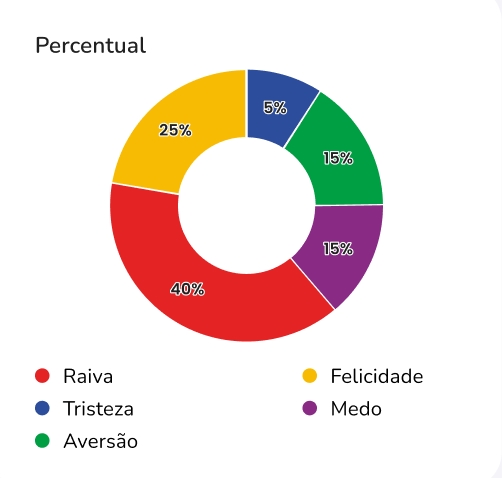 Percentual
5%
25%
15%
15%
40%
Raiva
Felicidade
Tristeza
Medo
Aversão